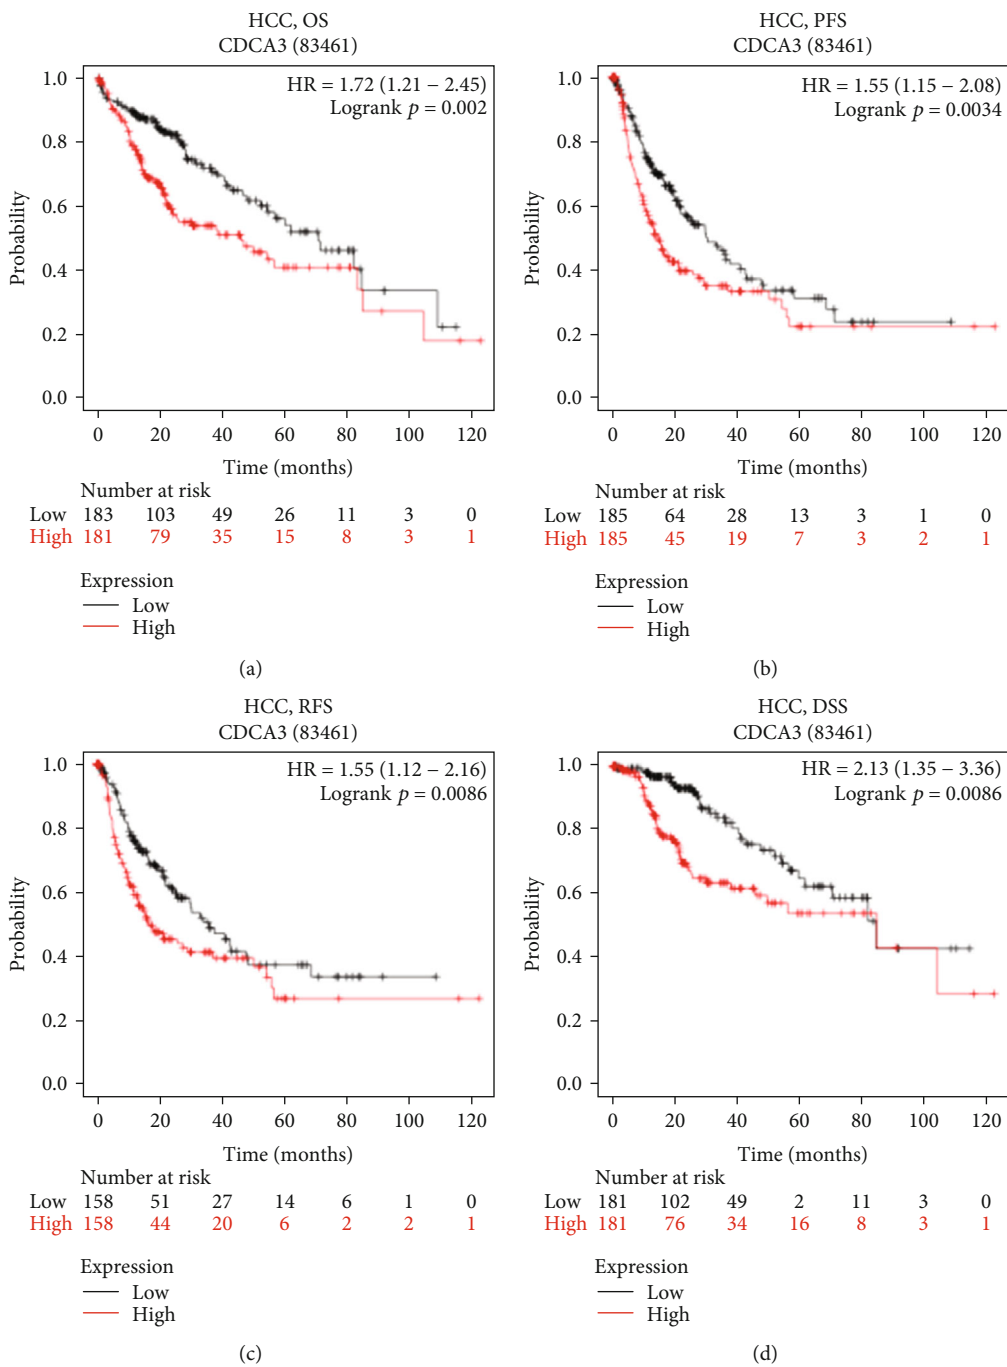 HCC, OS
CDCA3 (83461)
HR = 1.72 (1.21 – 2.45)
Logrank p = 0.002
Probability
1.0
0.8
0.6
0.4
0.2
0.0
0 20 40 60 80 100 120
Time (months)
Number at risk
Low 183 103 49 26 11 3 0
High 181 79 35 15 8 3 1
Expression
Low
High
(a)
HCC, PFS
CDCA3 (83461)
HR = 1.55 (1.15 – 2.08)
Logrank p = 0.0034
Probability
1.0
0.8
0.6
0.4
0.2
0.0
0 20 40 60 80 100 120
Time (months)
Number at risk
Low 185 64 28 13 3 1 0
High 185 45 19 7 3 2 1
Expression
Low
High
(b)
HCC, RFS
CDCA3 (83461)
HR = 1.55 (1.12 – 2.16)
Logrank p = 0.0086
Probability
1.0
0.8
0.6
0.4
0.2
0.0
0 20 40 60 80 100 120
Time (months)
Number at risk
Low 158 51 27 14 6 1 0
High 158 44 20 6 2 2 1
Expression
Low
High
(c)
HCC, DSS
CDCA3 (83461)
HR = 2.13 (1.35 – 3.36)
Logrank p = 0.0086
Probability
1.0
0.8
0.6
0.4
0.2
0.0
0 20 40 60 80 100 120
Time (months)
Number at risk
Low 181 102 49 2 11 3 0
High 181 76 34 16 8 3 1
Expression
Low
High
(d)